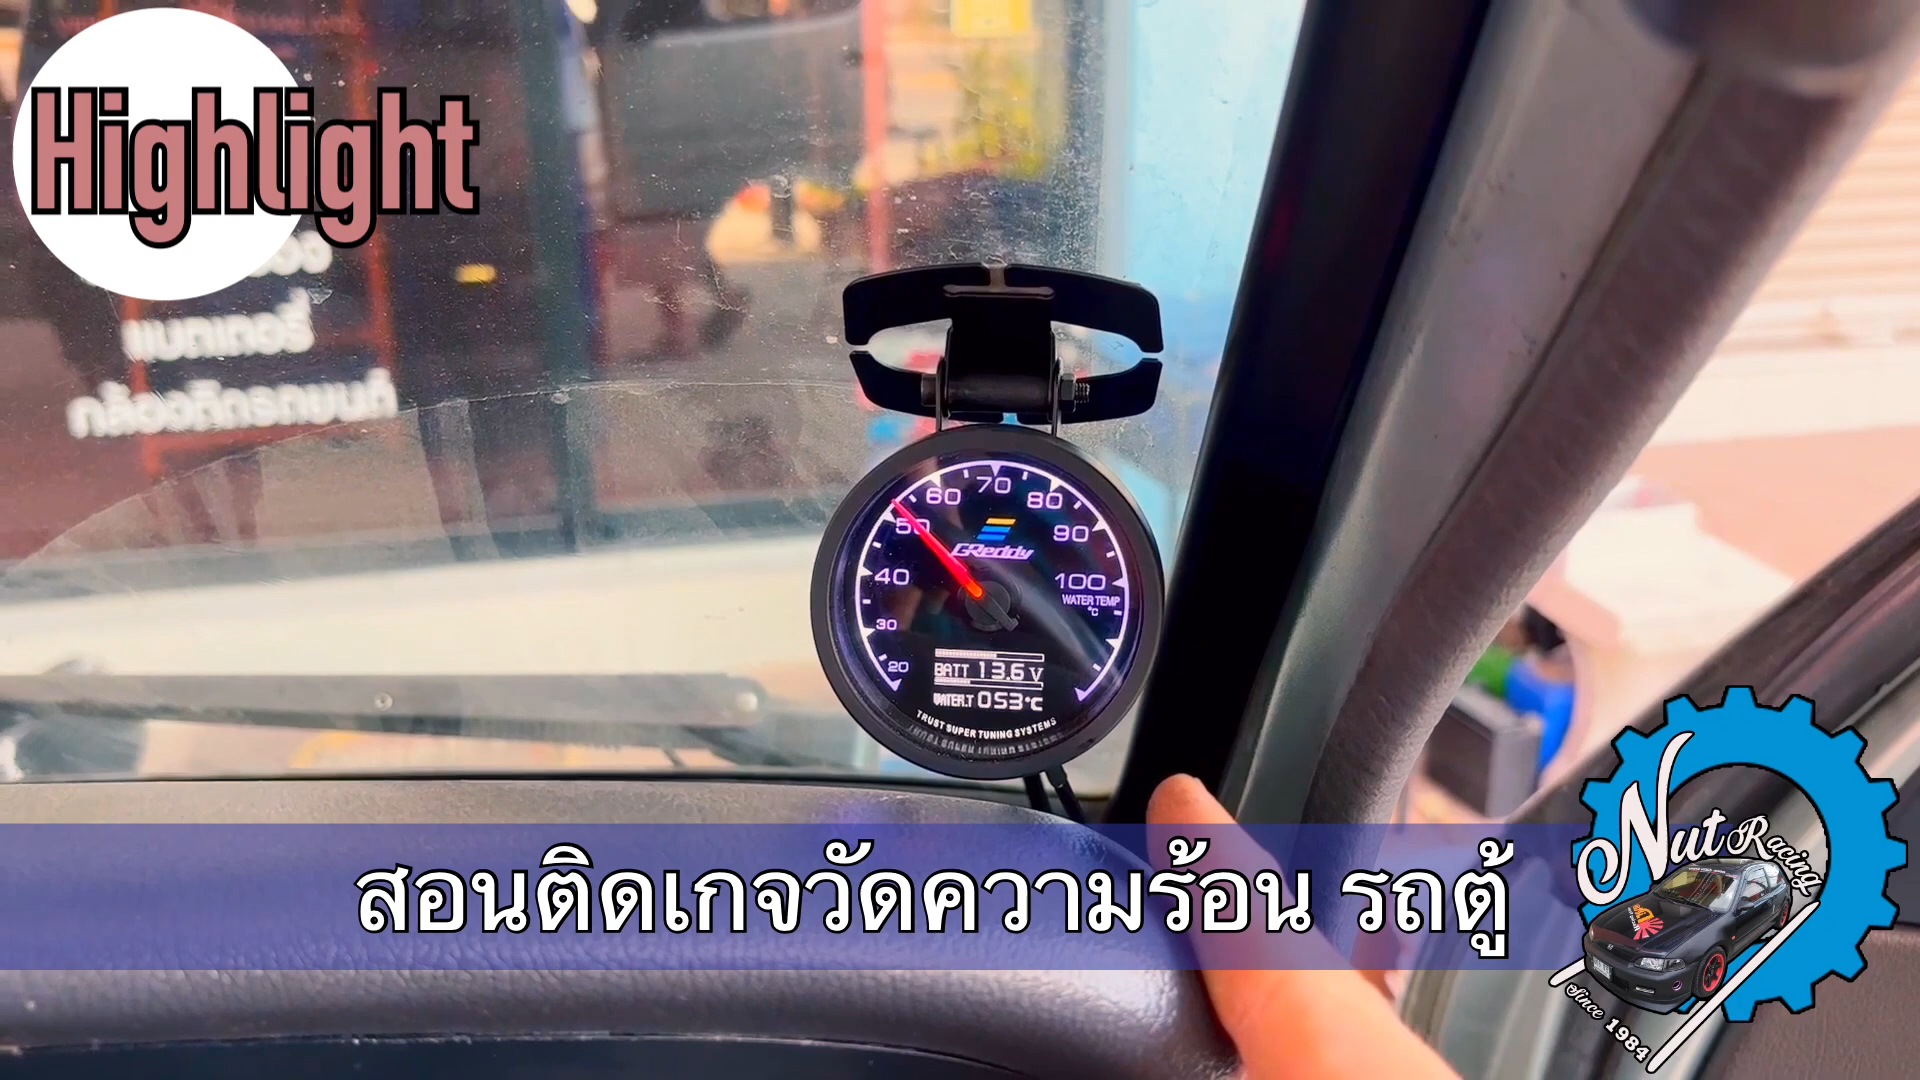 Highlight
แบตเตอรี่
กล้องติดรถยนต์
60 70 80
50 90
40 100
GReddy
WATER TEMP
°C
30
20
BATT 13.6 V
WATER.T 053°C
TRUST SUPER TUNING SYSTEMS
สอนติดเกจวัดความร้อน รถตู้
Nut Racing
Since 1984